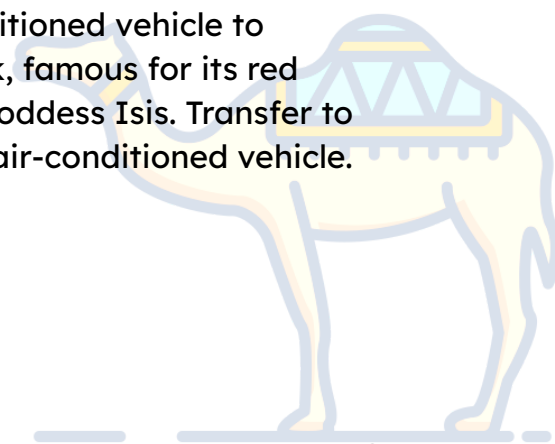 itioned vehicle to
, famous for its red
oddess Isis. Transfer to
air-conditioned vehicle.